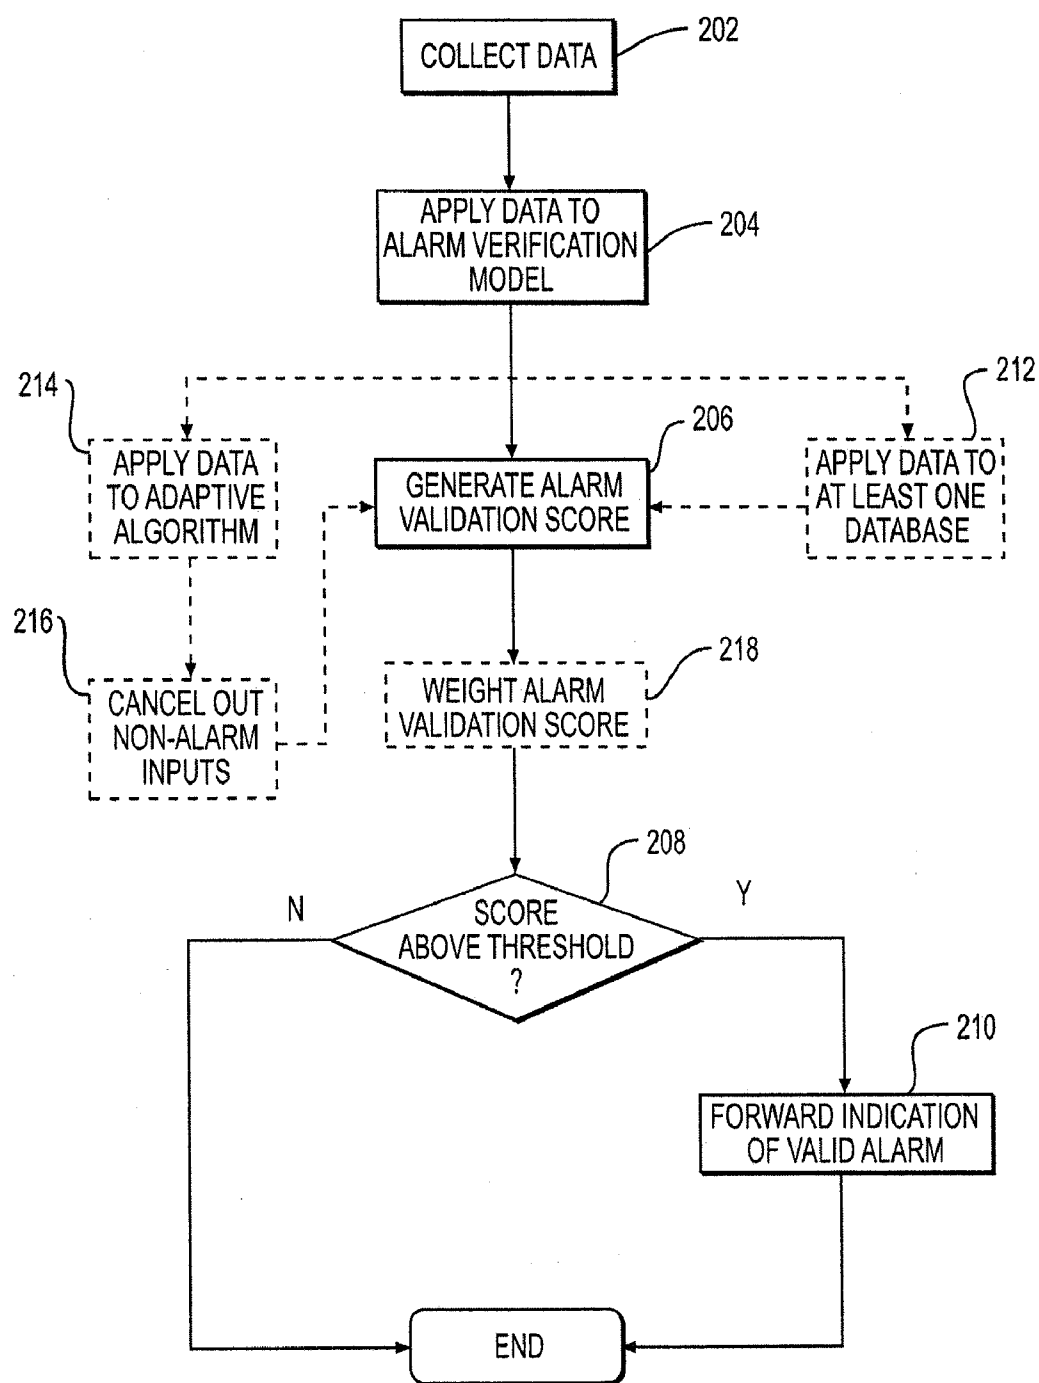 COLLECT DATA
202
APPLY DATA TO
ALARM VERIFICATION
MODEL
204
214
212
206
APPLY DATA
TO ADAPTIVE
ALGORITHM
GENERATE ALARM
VALIDATION SCORE
APPLY DATA TO
AT LEAST ONE
DATABASE
216
218
CANCEL OUT
NON-ALARM
INPUTS
WEIGHT ALARM
VALIDATION SCORE
208
N
Y
SCORE
ABOVE THRESHOLD
?
210
FORWARD INDICATION
OF VALID ALARM
END